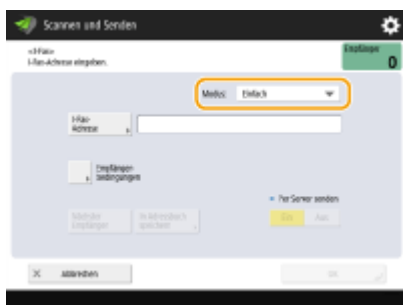 Scannen und Senden
<I-Fax>
I-Fax-Adresse eingeben.
Empfänger
0
Modus: Einfach
I-Fax-
Adresse
Empfänger
bedingungen
Per Server senden
Nächster
Empfänger
In Adressbuch
speichern
Ein
Aus
Abbrechen
OK